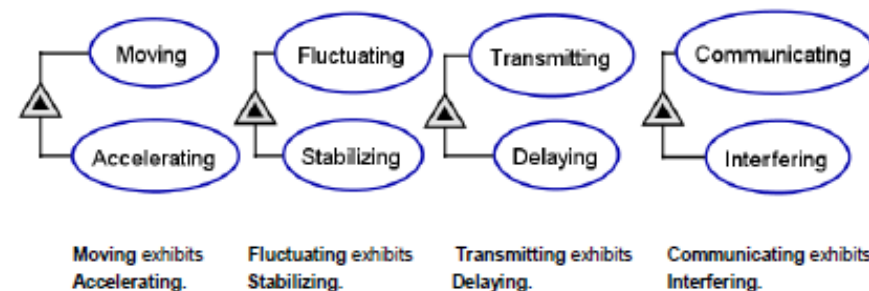 Moving
Fluctuating
Transmitting
Communicating
Accelerating
Stabilizing
Delaying
Interfering
Moving exhibits
Accelerating.
Fluctuating exhibits
Stabilizing.
Transmitting exhibits
Delaying.
Communicating exhibits
Interfering.